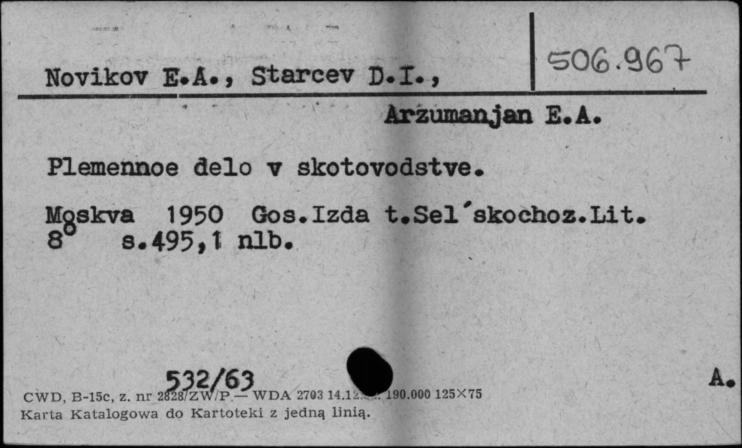 506.967
Novikov E.A., Starcev D.I.,
Arzumanjan E.A.
Plemennoe delo v skotovodstve.
Moskva 1950 Gos.Izda t.Sel´skochoz.Lit.
8° s.495,1 nlb.
532/63
A.
CWD, B-15c, z. nr 2828/ZW/P — WDA 2703 190.000 125×75
Karta Katalogowa do Kartoteki z jedną linią.